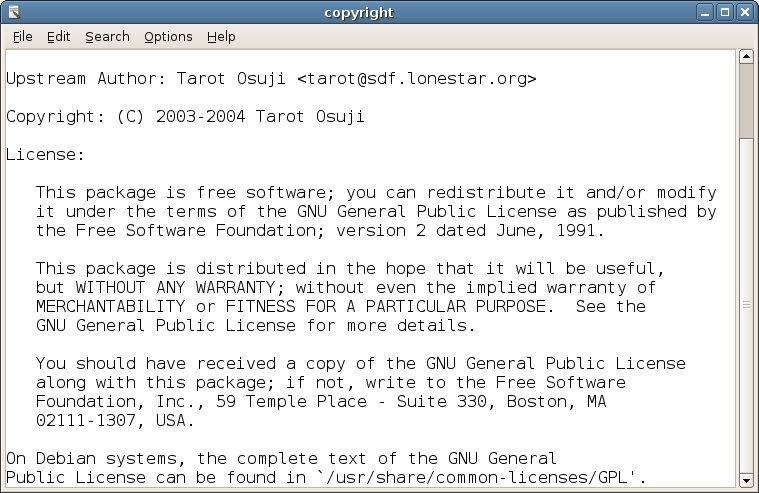 copyright
File Edit Search Options Help
Upstream Author: Tarot Osuji <tarot@sdf.lonestar.org>
Copyright: (C) 2003-2004 Tarot Osuji
License:
This package is free software; you can redistribute it and/or modify
it under the terms of the GNU General Public License as published by
the Free Software Foundation; version 2 dated June, 1991.
This package is distributed in the hope that it will be useful,
but WITHOUT ANY WARRANTY; without even the implied warranty of
MERCHANTABILITY or FITNESS FOR A PARTICULAR PURPOSE.  See the
GNU General Public License for more details.
You should have received a copy of the GNU General Public License
along with this package; if not, write to the Free Software
Foundation, Inc., 59 Temple Place - Suite 330, Boston, MA
02111-1307, USA.
On Debian systems, the complete text of the GNU General
Public License can be found in `/usr/share/common-licenses/GPL'.